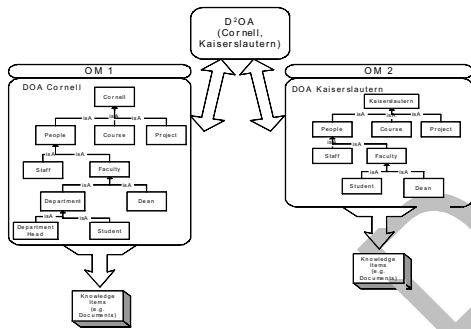 D²OA
(Cornell,
Kaiserslautern)
OM 1
DOA Cornell
Cornell
isA
isA
isA
People
Course
Project
isA
isA
Staff
Faculty
isA
isA
Department
Dean
isA
isA
Department
Head
Student
Knowledge
Items
(e.g.
Documents)
OM 2
DOA Kaiserslautern
Kaiserslautern
isA
isA
isA
People
Course
Project
isA
isA
Staff
Faculty
isA
isA
Student
Dean
Knowledge
Items
(e.g.
Documents)